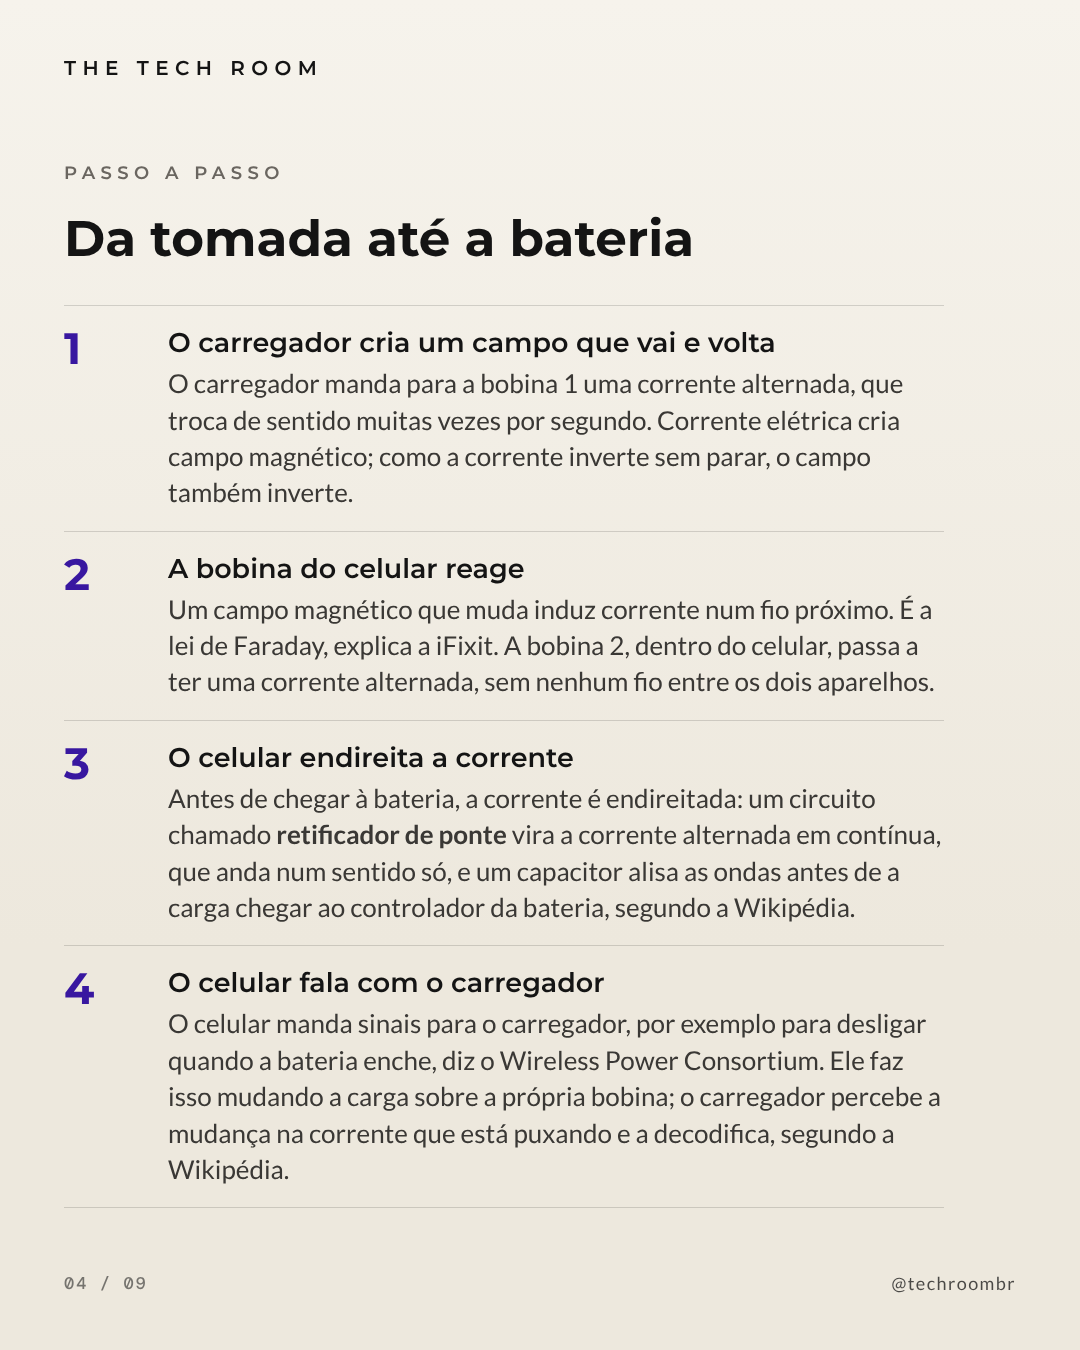 THE TECH ROOM
PASSO A PASSO
Da tomada até a bateria
1
O carregador cria um campo que vai e volta
O carregador manda para a bobina 1 uma corrente alternada, que
troca de sentido muitas vezes por segundo. Corrente elétrica cria
campo magnético; como a corrente inverte sem parar, o campo
também inverte.
2
A bobina do celular reage
Um campo magnético que muda induz corrente num fio próximo. É a
lei de Faraday, explica a iFixit. A bobina 2, dentro do celular, passa a
ter uma corrente alternada, sem nenhum fio entre os dois aparelhos.
3
O celular endireita a corrente
Antes de chegar à bateria, a corrente é endireitada: um circuito
chamado retificador de ponte vira a corrente alternada em contínua,
que anda num sentido só, e um capacitor alisa as ondas antes de a
carga chegar ao controlador da bateria, segundo a Wikipédia.
4
O celular fala com o carregador
O celular manda sinais para o carregador, por exemplo para desligar
quando a bateria enche, diz o Wireless Power Consortium. Ele faz
isso mudando a carga sobre a própria bobina; o carregador percebe a
mudança na corrente que está puxando e a decodifica, segundo a
Wikipédia.
04 / 09
@techroombr